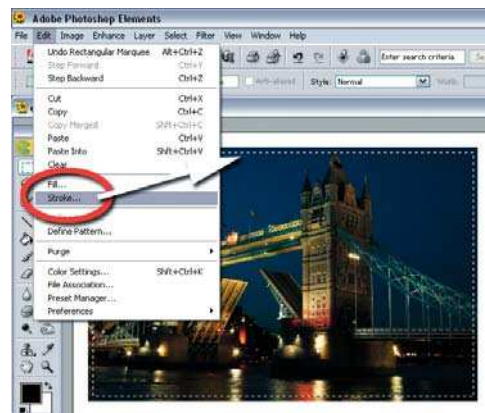 Adobe Photoshop Elements
File Edit Image Enhance Layer Select Filter View Window Help
Enter search criteria
Undo Rectangular Marquee Alt+Ctrl+Z
Step Forward Ctrl+Y
Step Backward Ctrl+Z
Anti-aliased Style: Normal
Cut Ctrl+X
Copy Ctrl+C
Copy Merged Shft+Ctrl+C
Paste Ctrl+V
Paste Into Shft+Ctrl+V
Clear
Fill...
Stroke...
Define Pattern...
Purge
Color Settings... Shft+Ctrl+K
File Association...
Preset Manager...
Preferences